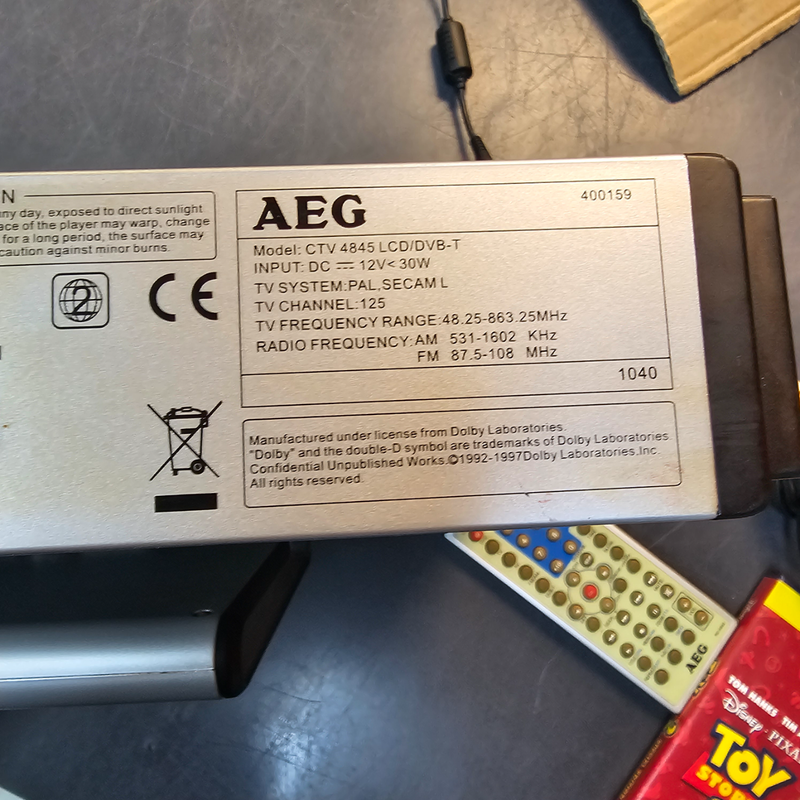 N
ny day, exposed to direct sunlight
ace of the player may warp, change
for a long period, the surface may
caution against minor burns.
2
CE
AEG
400159
Model: CTV 4845 LCD/DVB-T
INPUT: DC ⎓ 12V< 30W
TV SYSTEM:PAL,SECAM L
TV CHANNEL:125
TV FREQUENCY RANGE:48.25-863.25MHz
RADIO FREQUENCY:AM 531-1602 KHz
FM 87.5-108 MHz
1040
Manufactured under license from Dolby Laboratories.
"Dolby" and the double-D symbol are trademarks of Dolby Laboratories
Confidential Unpublished Works.©1992-1997Dolby Laboratories,Inc.
All rights reserved.
AEG
TOM HANKS TIM
DISNEY · PIXA
TOY
STOR